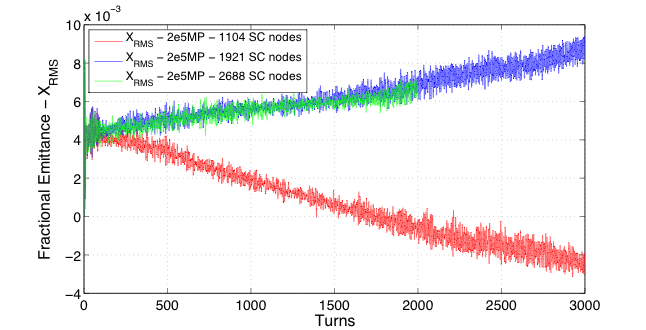 x 10⁻³
X_RMS − 2e5MP − 1104 SC nodes
X_RMS − 2e5MP − 1921 SC nodes
X_RMS − 2e5MP − 2688 SC nodes
Fractional Emittance − X_RMS
10
8
6
4
2
0
−2
−4
0 500 1000 1500 2000 2500 3000
Turns